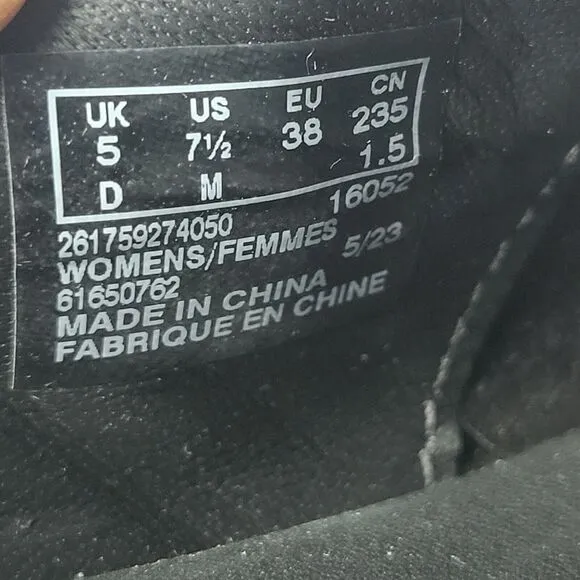 UK US EU CN
5 7½ 38 235
D M 1.5
261759274050 16052
WOMENS/FEMMES 5/23
61650762
MADE IN CHINA
FABRIQUE EN CHINE